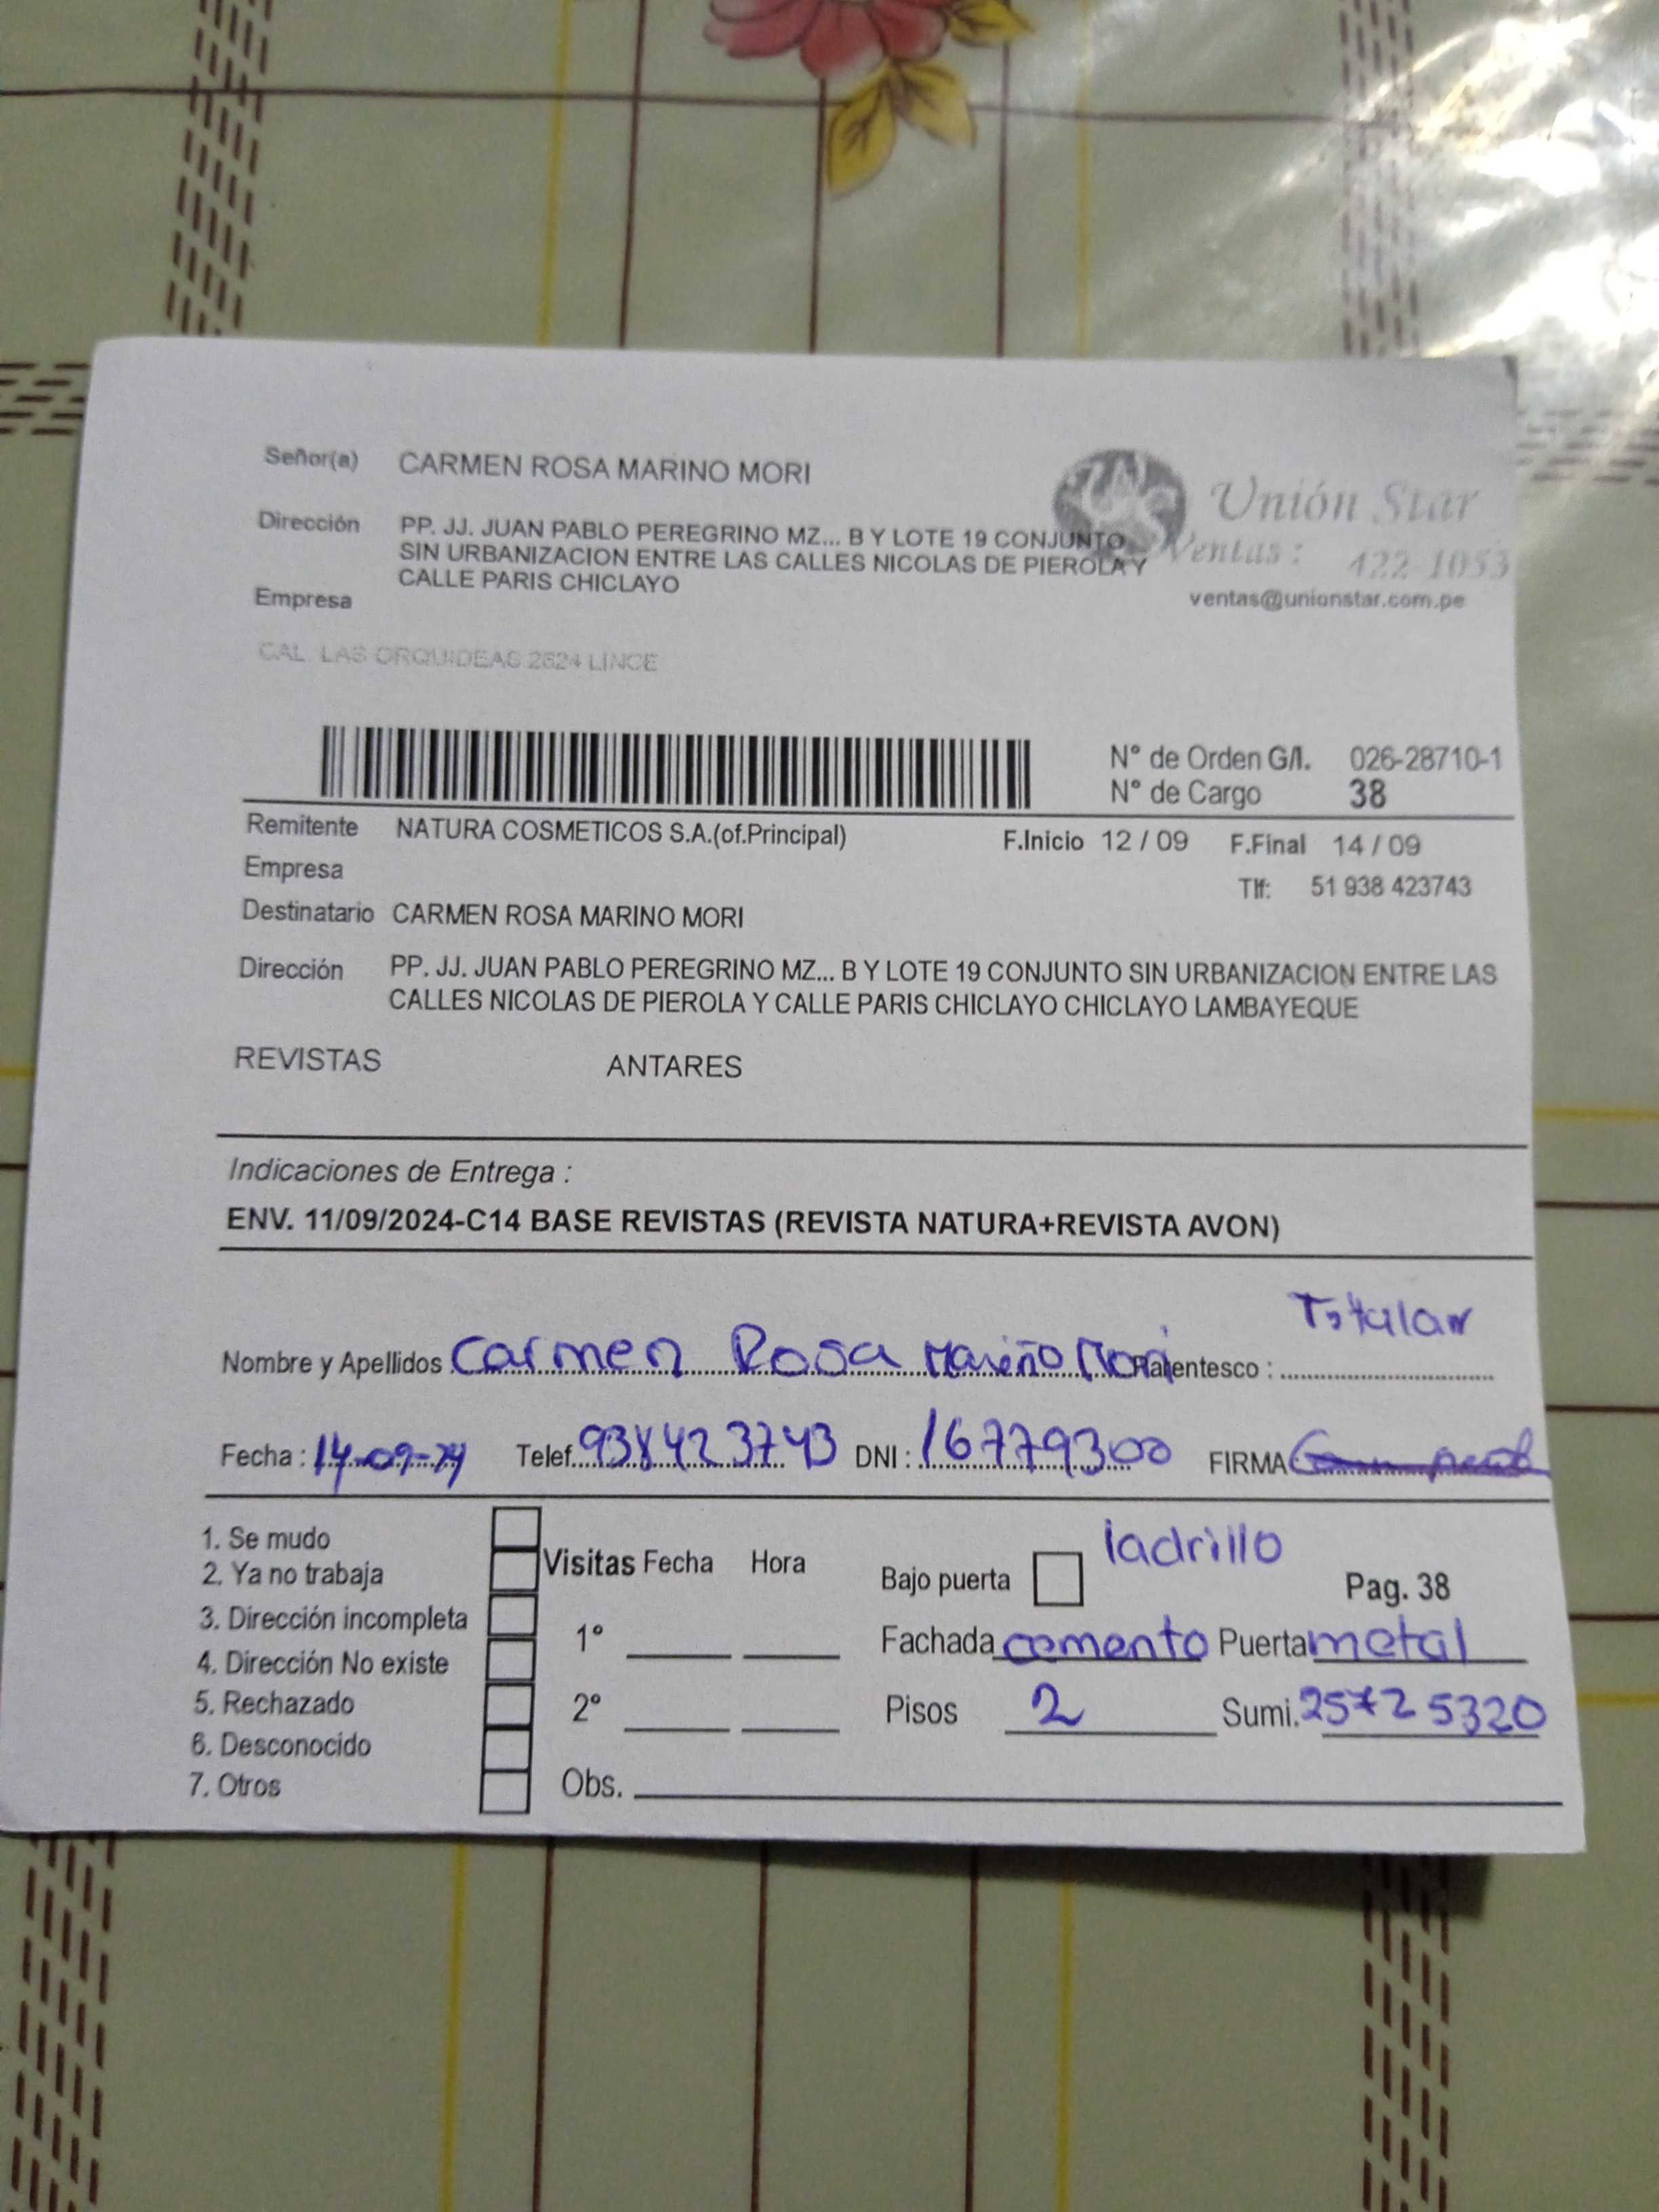 Señor(a) CARMEN ROSA MARINO MORI
Unión Star
Dirección PP. JJ. JUAN PABLO PEREGRINO MZ... B Y LOTE 19 CONJUNTO
SIN URBANIZACION ENTRE LAS CALLES NICOLAS DE PIEROLA Y
CALLE PARIS CHICLAYO
Ventas : 422-1053
ventas@unionstar.com.pe
Empresa
CAL. LAS ORQUIDEAS 2624 LINCE
N° de Orden G/I. 026-28710-1
N° de Cargo 38
Remitente NATURA COSMETICOS S.A.(of.Principal) F.Inicio 12 / 09 F.Final 14 / 09
Empresa Tlf: 51 938 423743
Destinatario CARMEN ROSA MARINO MORI
Dirección PP. JJ. JUAN PABLO PEREGRINO MZ... B Y LOTE 19 CONJUNTO SIN URBANIZACION ENTRE LAS
CALLES NICOLAS DE PIEROLA Y CALLE PARIS CHICLAYO CHICLAYO LAMBAYEQUE
REVISTAS ANTARES
Indicaciones de Entrega :
ENV. 11/09/2024-C14 BASE REVISTAS (REVISTA NATURA+REVISTA AVON)
Titular
Nombre y Apellidos Carmen Rosa Mariño Mori Parentesco :
Fecha : 14-09-24 Telef. 938423743 DNI : 16779300 FIRMA
1. Se mudo
2. Ya no trabaja
3. Dirección incompleta
4. Dirección No existe
5. Rechazado
6. Desconocido
7. Otros
Visitas Fecha Hora
1°
2°
Obs.
Bajo puerta ladrillo
Pag. 38
Fachada cemento Puerta metal
Pisos 2 Sumi. 25725320